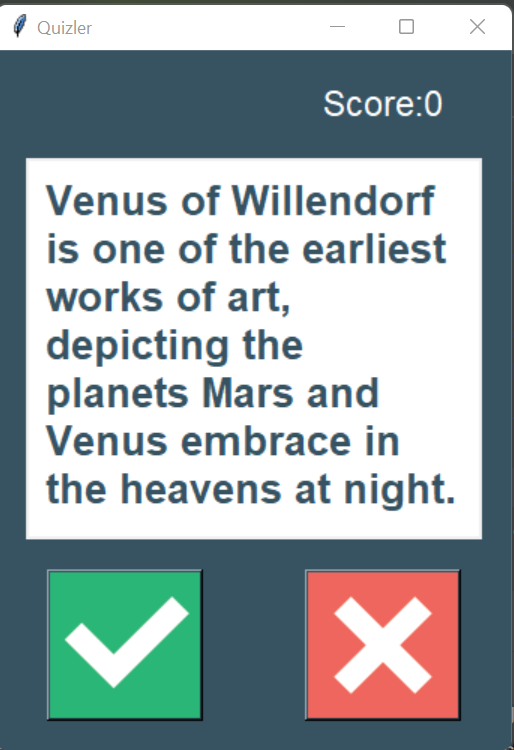 Quizler
Score:0
Venus of Willendorf
is one of the earliest
works of art,
depicting the
planets Mars and
Venus embrace in
the heavens at night.